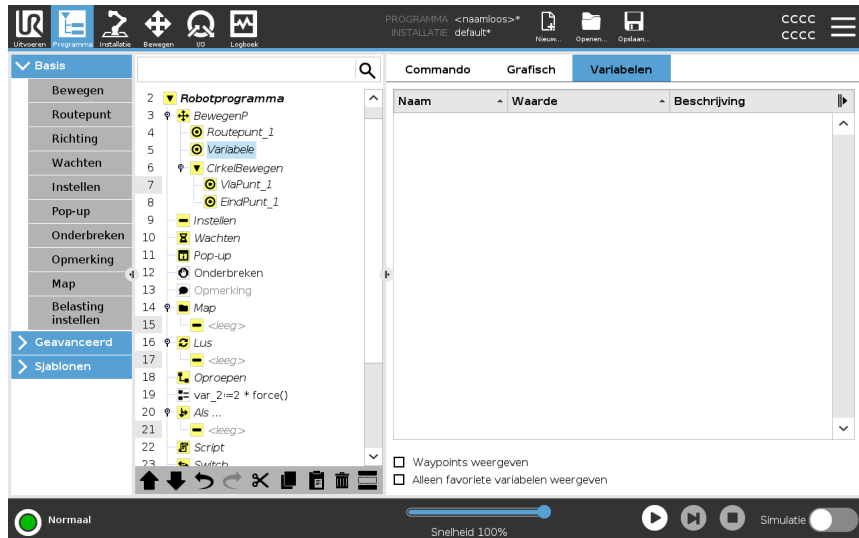 UR
PROGRAMMA <naamloos>*
INSTALLATIE default*
CCCC
CCCC
Uitvoeren Programma Installatie Bewegen I/O Logboek
Nieuw... Openen... Opslaan...
Basis
Bewegen
Routepunt
Richting
Wachten
Instellen
Pop-up
Onderbreken
Opmerking
Map
Belasting
instellen
Geavanceerd
Sjablonen
2 Robotprogramma
3 BewegenP
4 Routepunt_1
5 Variabele
6 CirkelBewegen
7 ViaPunt_1
8 EindPunt_1
9 Instellen
10 Wachten
11 Pop-up
12 Onderbreken
13 Opmerking
14 Map
15 <leeg>
16 Lus
17 <leeg>
18 Oproepen
19 var_2:=2 * force()
20 Als ...
21 <leeg>
22 Script
23 Switch
Commando Grafisch Variabelen
Naam Waarde Beschrijving
Waypoints weergeven
Alleen favoriete variabelen weergeven
Normaal
Snelheid 100%
Simulatie